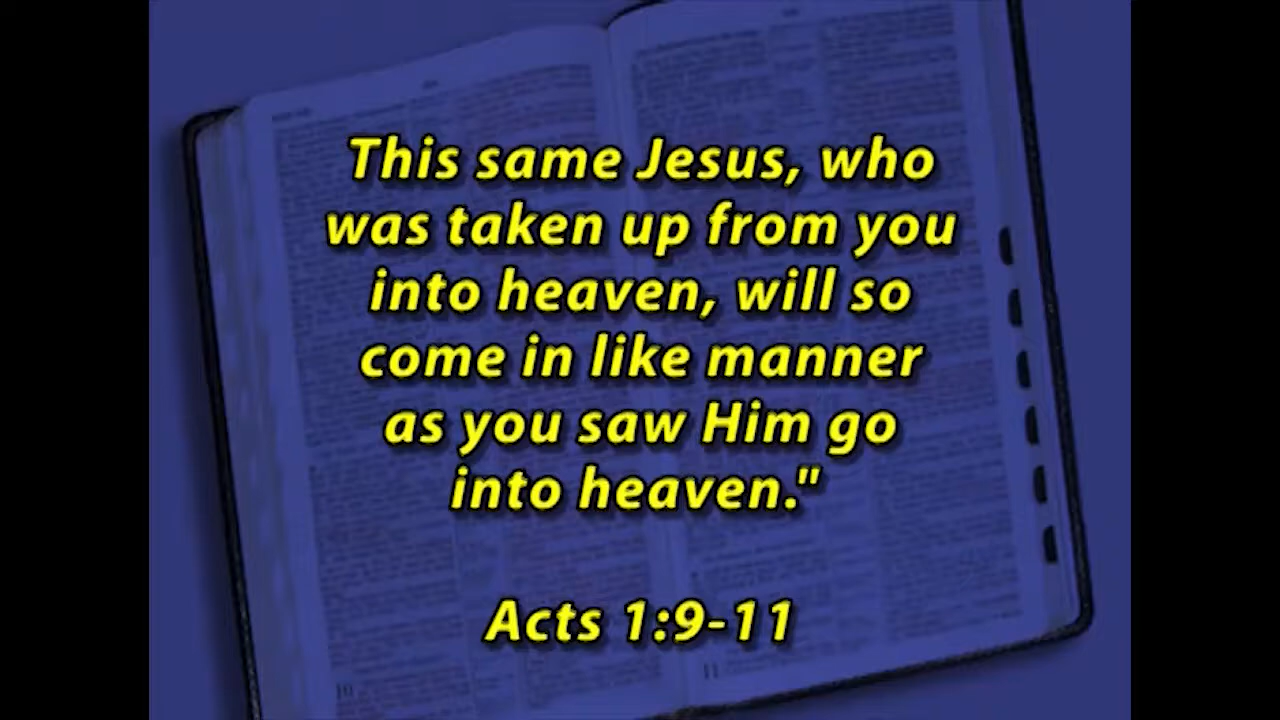 This same Jesus, who
was taken up from you
into heaven, will so
come in like manner
as you saw Him go
into heaven."
Acts 1:9-11